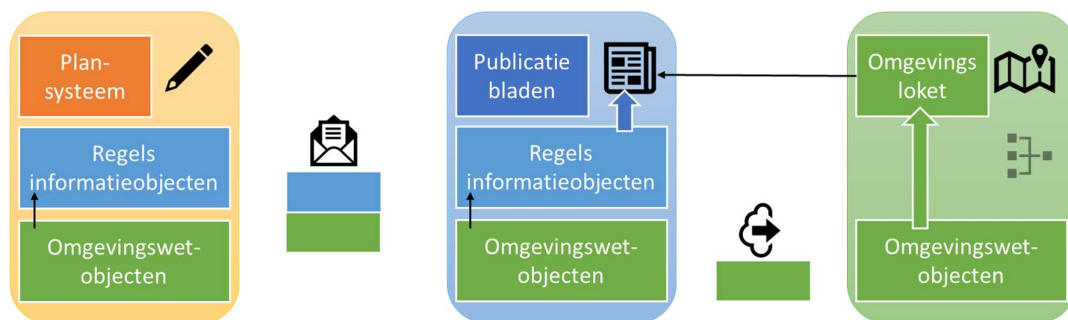 Plan-
systeem
Regels
informatieobjecten
Omgevingswet-
objecten
Publicatie
bladen
Regels
informatieobjecten
Omgevingswet-
objecten
Omgevings
loket
Omgevingswet-
objecten